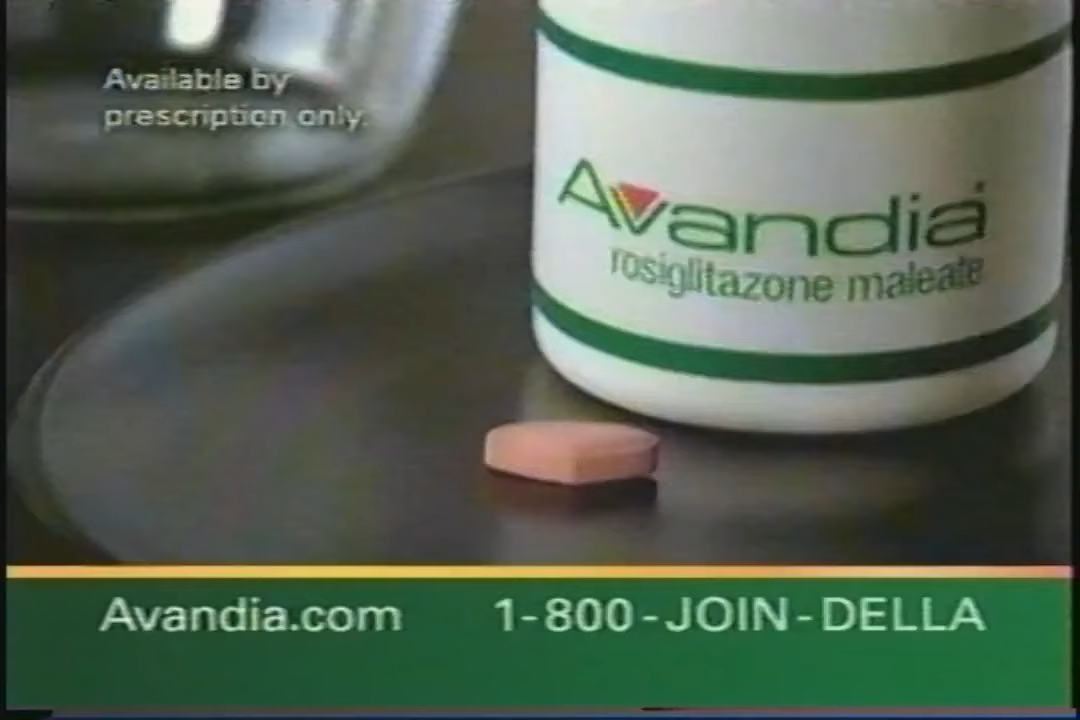 Available by
prescription only.
Avandia
rosiglitazone maleate
Avandia.com 1-800-JOIN-DELLA